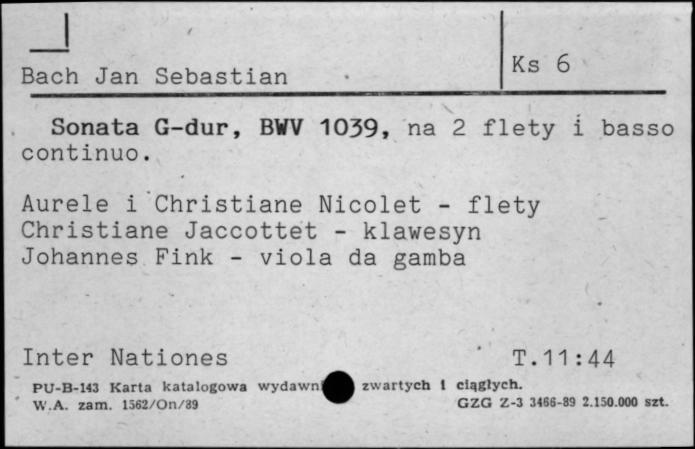 Bach Jan Sebastian
Ks 6
Sonata G-dur, BWV 1039, na 2 flety i basso
continuo.
Aurele i Christiane Nicolet - flety
Christiane Jaccottet - klawesyn
Johannes Fink - viola da gamba
Inter Nationes T.11:44
PU-B-143 Karta katalogowa zwartych i ciągłych.
W.A. zam. 1562/On/89 GZG Z-3 3466-89 2.150.000 szt.